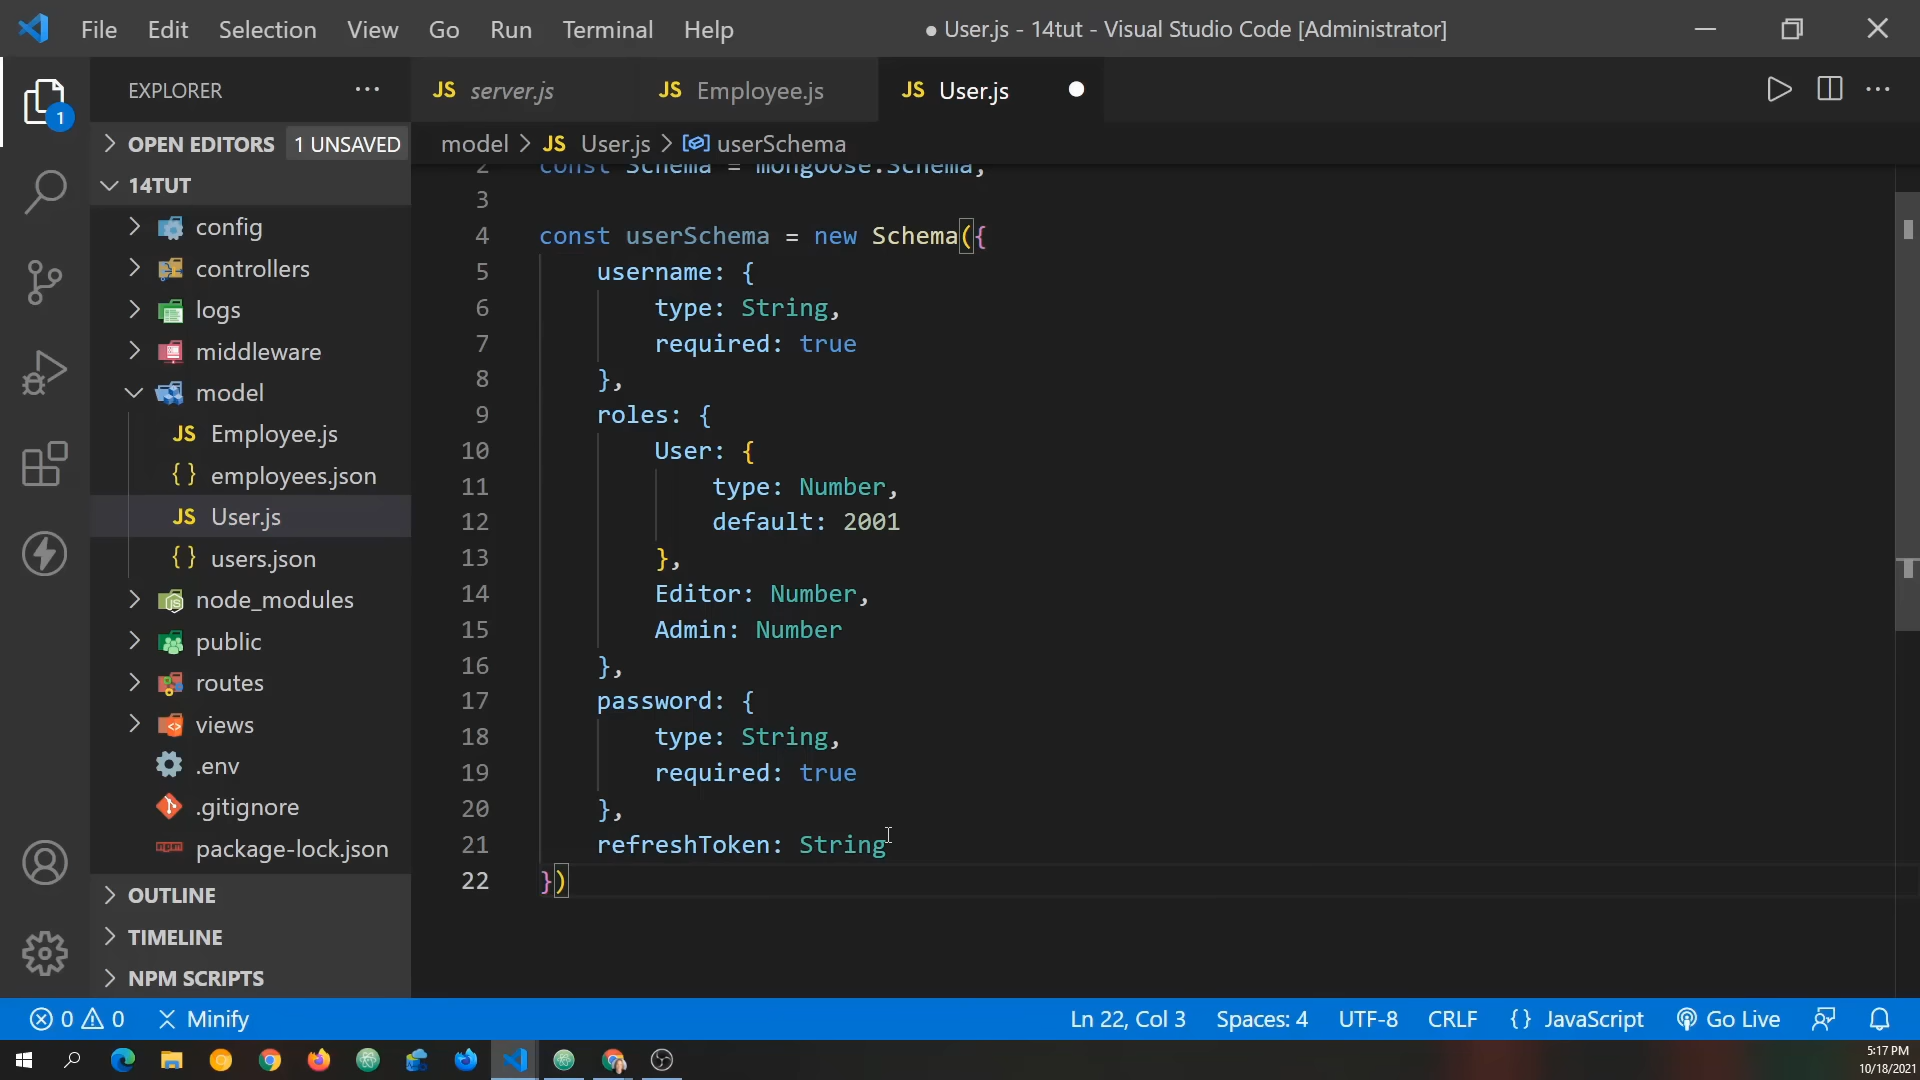 File Edit Selection View Go Run Terminal Help
● User.js - 14tut - Visual Studio Code [Administrator]
1
EXPLORER
OPEN EDITORS 1 UNSAVED
14TUT
config
controllers
logs
middleware
model
JS Employee.js
{} employees.json
JS User.js
{} users.json
node_modules
public
routes
views
.env
.gitignore
package-lock.json
OUTLINE
TIMELINE
NPM SCRIPTS
JS server.js
JS Employee.js
JS User.js
model > JS User.js > userSchema
2 const Schema = mongoose.Schema;
3
4 const userSchema = new Schema({
5     username: {
6         type: String,
7         required: true
8     },
9     roles: {
10         User: {
11             type: Number,
12             default: 2001
13         },
14         Editor: Number,
15         Admin: Number
16     },
17     password: {
18         type: String,
19         required: true
20     },
21     refreshToken: String
22 })
0 0 Minify
Ln 22, Col 3 Spaces: 4 UTF-8 CRLF {} JavaScript Go Live
5:17 PM
10/18/2021